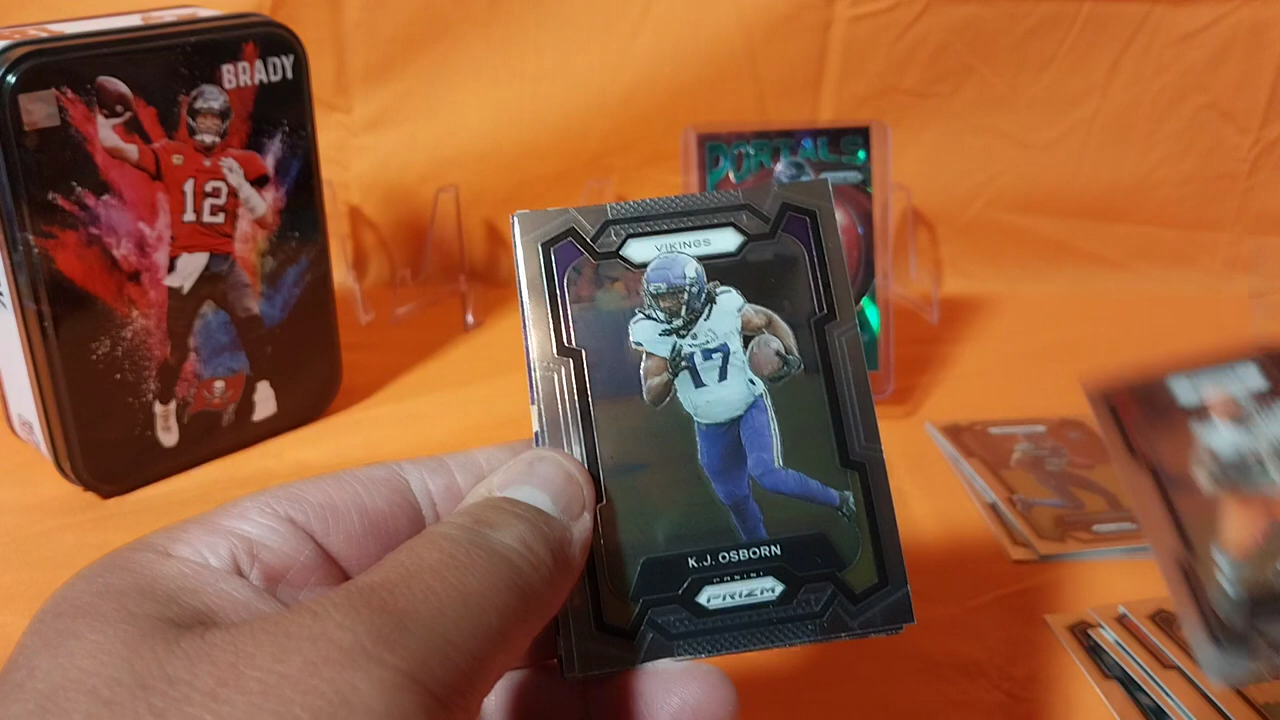 BRADY
12
PORTALS
VIKINGS
17
K.J. OSBORN
PANINI
PRIZM